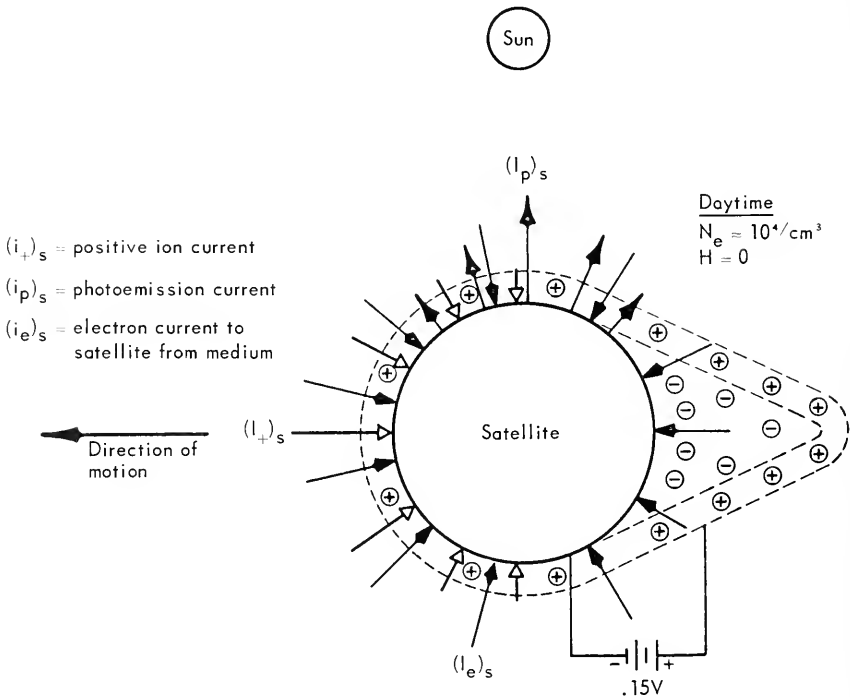 Sun
(I_p)_s
Daytime
N_e = 10⁴/cm³
H = 0
(i_+)_s = positive ion current
(i_p)_s = photoemission current
(i_e)_s = electron current to
satellite from medium
(I_+)_s
Satellite
Direction of
motion
(I_e)_s
− +
.15V